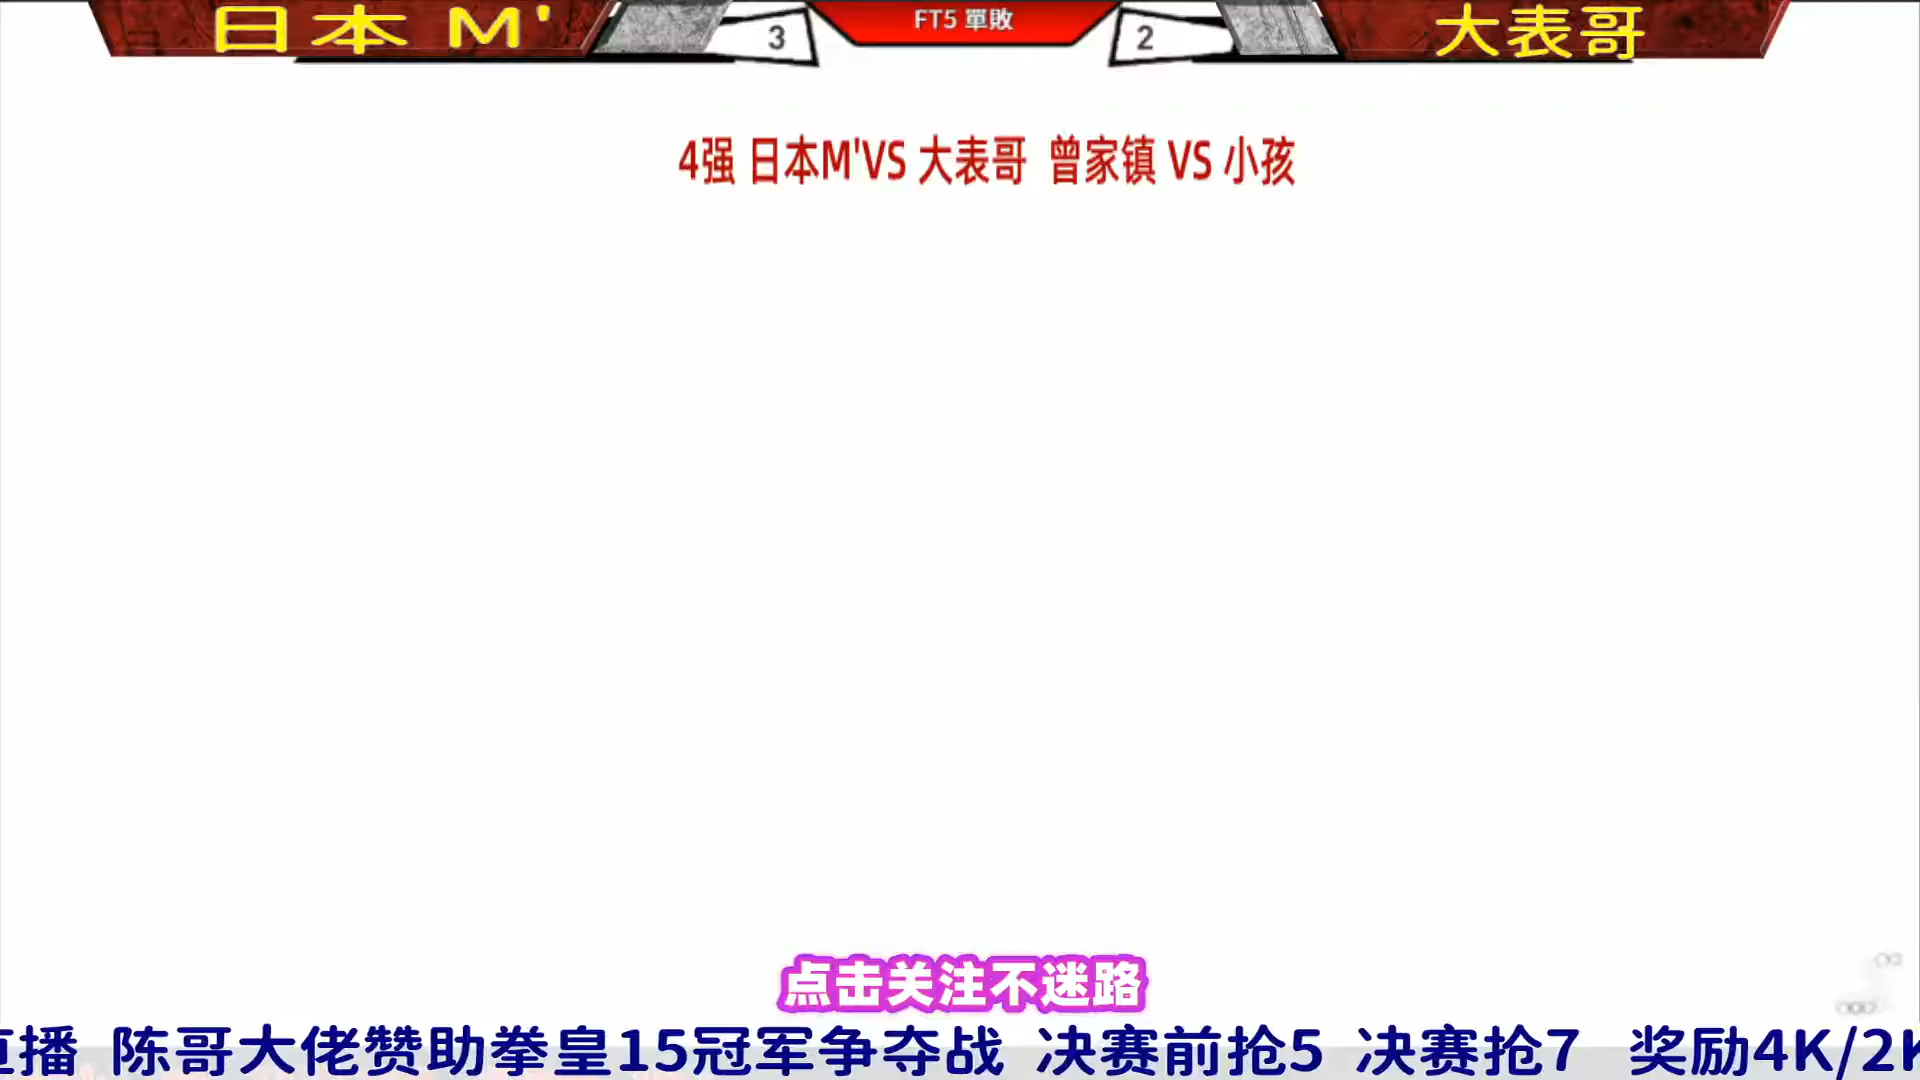 日本 M' 3 FT5 單敗 2 大表哥
4强 日本M'VS 大表哥 曾家镇 VS 小孩
点击关注不迷路
直播 陈哥大佬赞助拳皇15冠军争夺战 决赛前抢5 决赛抢7 奖励4K/2K